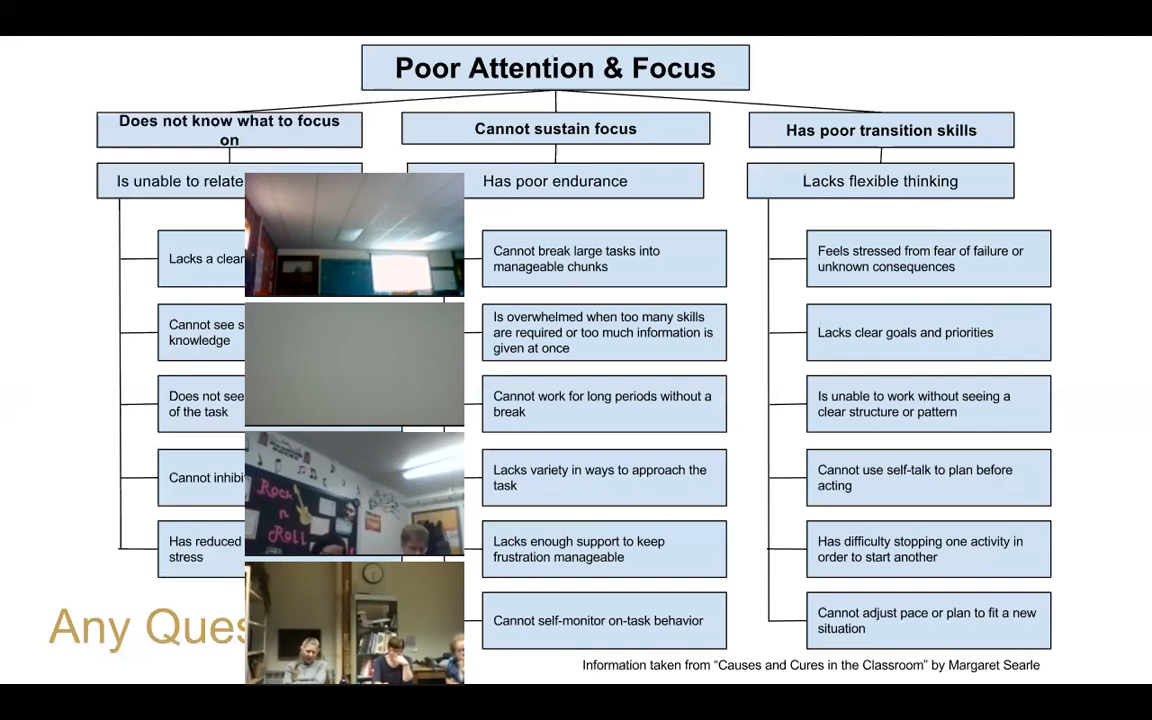 Poor Attention & Focus
Does not know what to focus
on
Is unable to relate
Lacks a clear
Cannot see s
knowledge
Does not see
of the task
Cannot inhibi
Has reduced
stress
Cannot sustain focus
Has poor endurance
Cannot break large tasks into
manageable chunks
Is overwhelmed when too many skills
are required or too much information is
given at once
Cannot work for long periods without a
break
Lacks variety in ways to approach the
task
Lacks enough support to keep
frustration manageable
Cannot self-monitor on-task behavior
Has poor transition skills
Lacks flexible thinking
Feels stressed from fear of failure or
unknown consequences
Lacks clear goals and priorities
Is unable to work without seeing a
clear structure or pattern
Cannot use self-talk to plan before
acting
Has difficulty stopping one activity in
order to start another
Cannot adjust pace or plan to fit a new
situation
Rock
n
Roll
Any Ques
Information taken from “Causes and Cures in the Classroom” by Margaret Searle